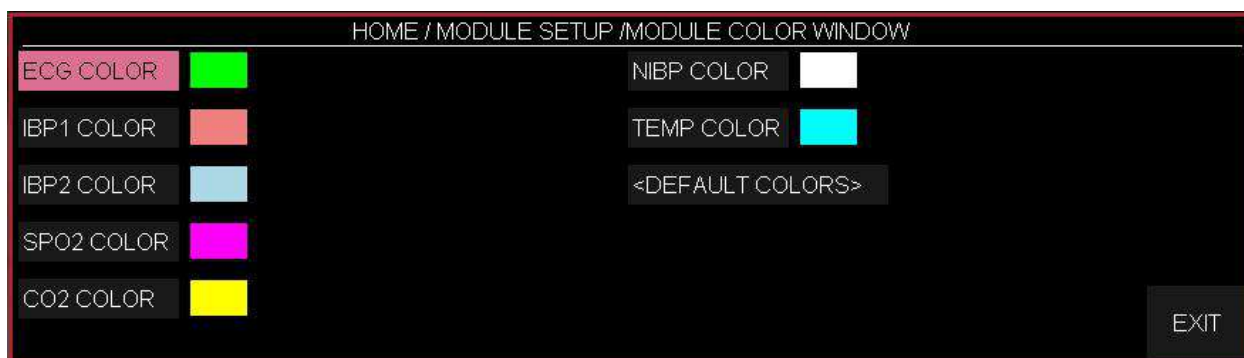 HOME / MODULE SETUP /MODULE COLOR WINDOW
ECG COLOR
IBP1 COLOR
IBP2 COLOR
SPO2 COLOR
CO2 COLOR
NIBP COLOR
TEMP COLOR
<DEFAULT COLORS>
EXIT